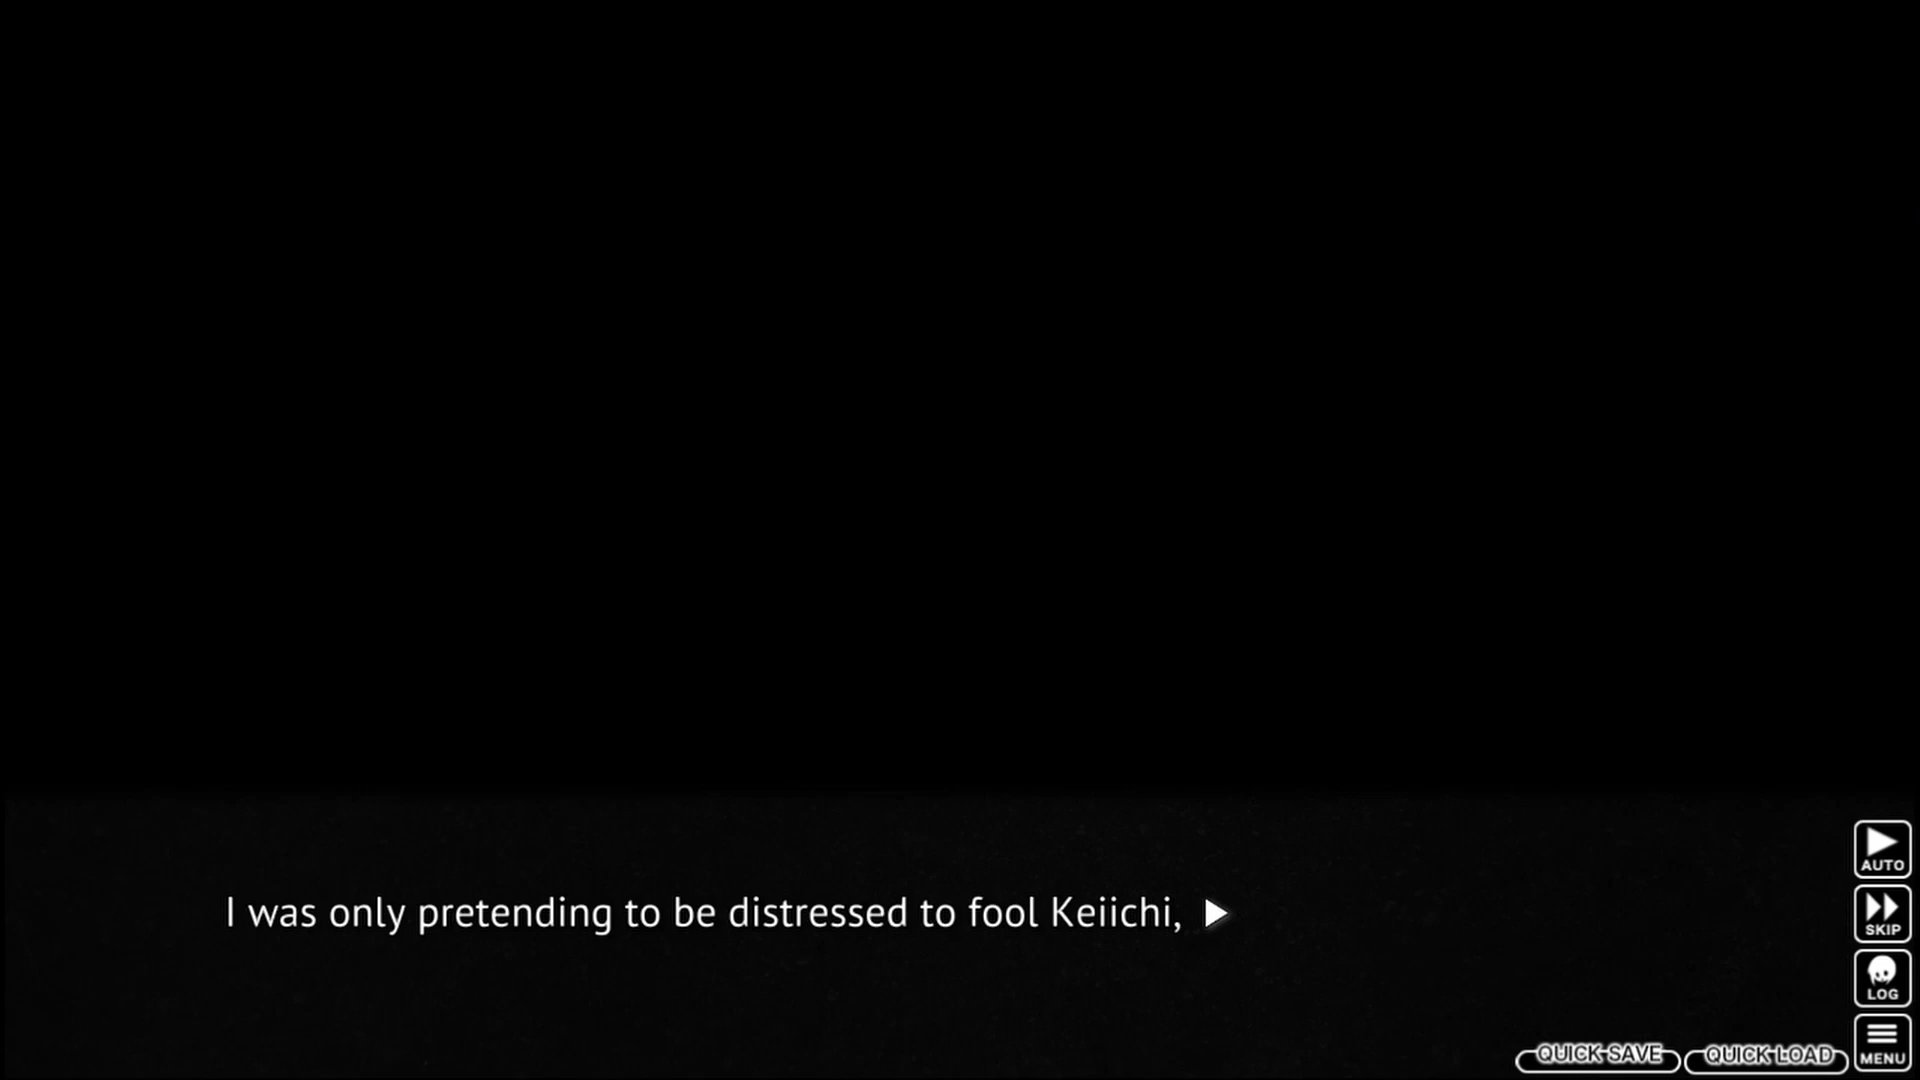 I was only pretending to be distressed to fool Keiichi,
AUTO
SKIP
LOG
MENU
QUICK SAVE
QUICK LOAD